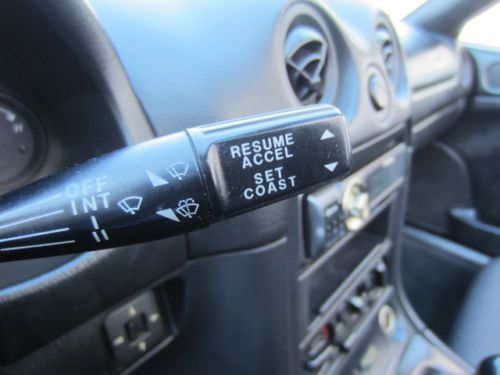 RESUME
ACCEL
SET
COAST
OFF
INT